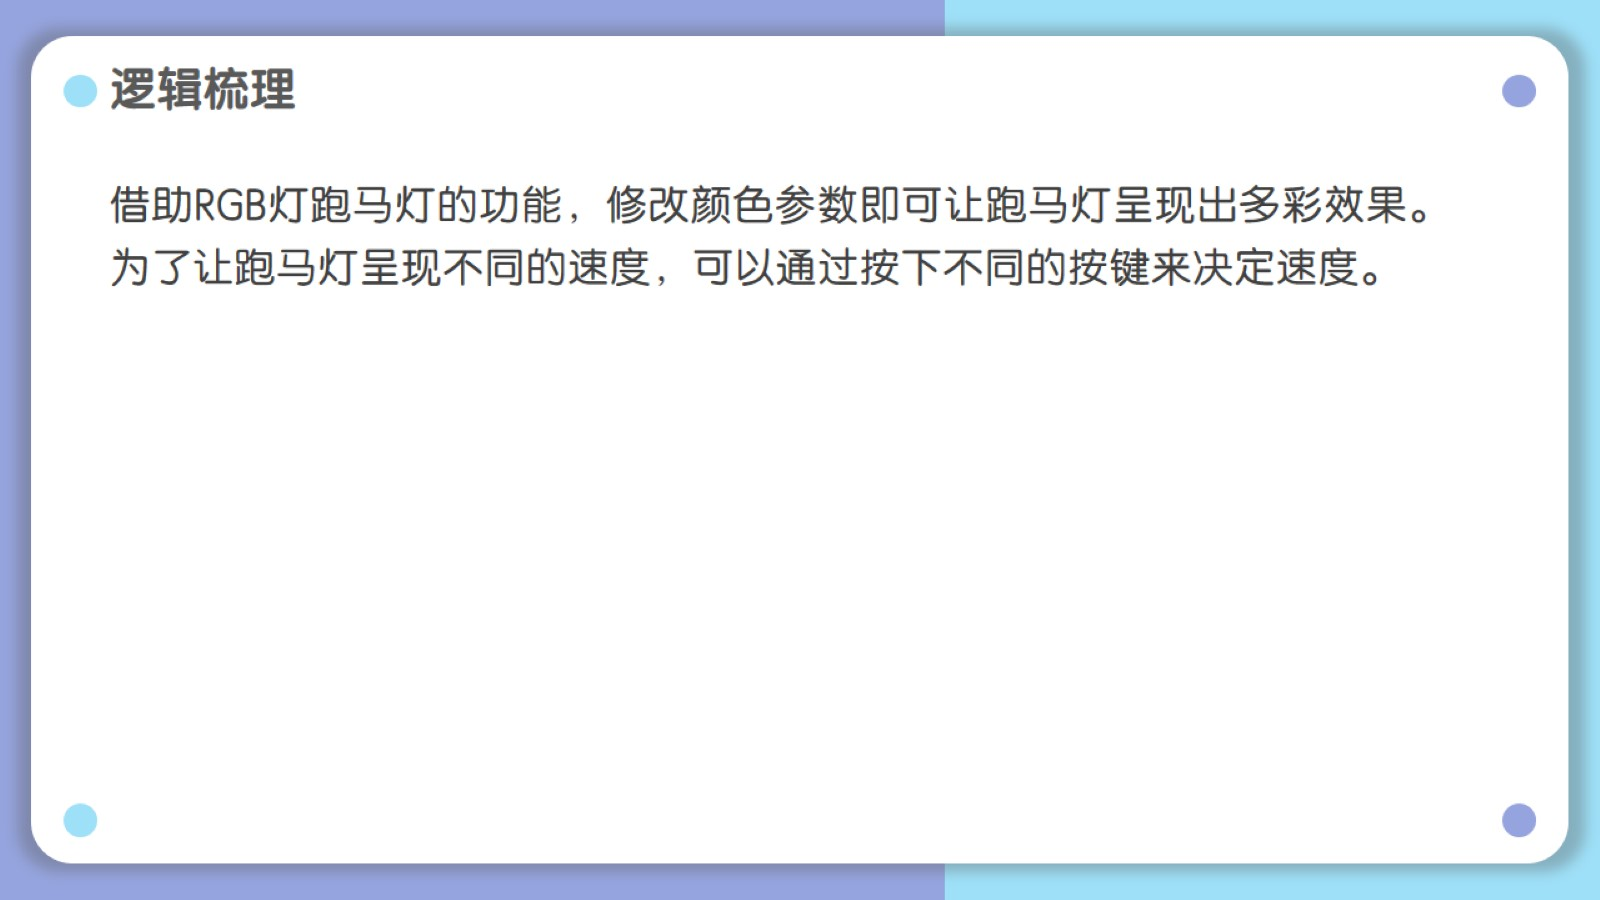 逻辑梳理
借助RGB灯跑马灯的功能，修改颜色参数即可让跑马灯呈现出多彩效果。
为了让跑马灯呈现不同的速度，可以通过按下不同的按键来决定速度。